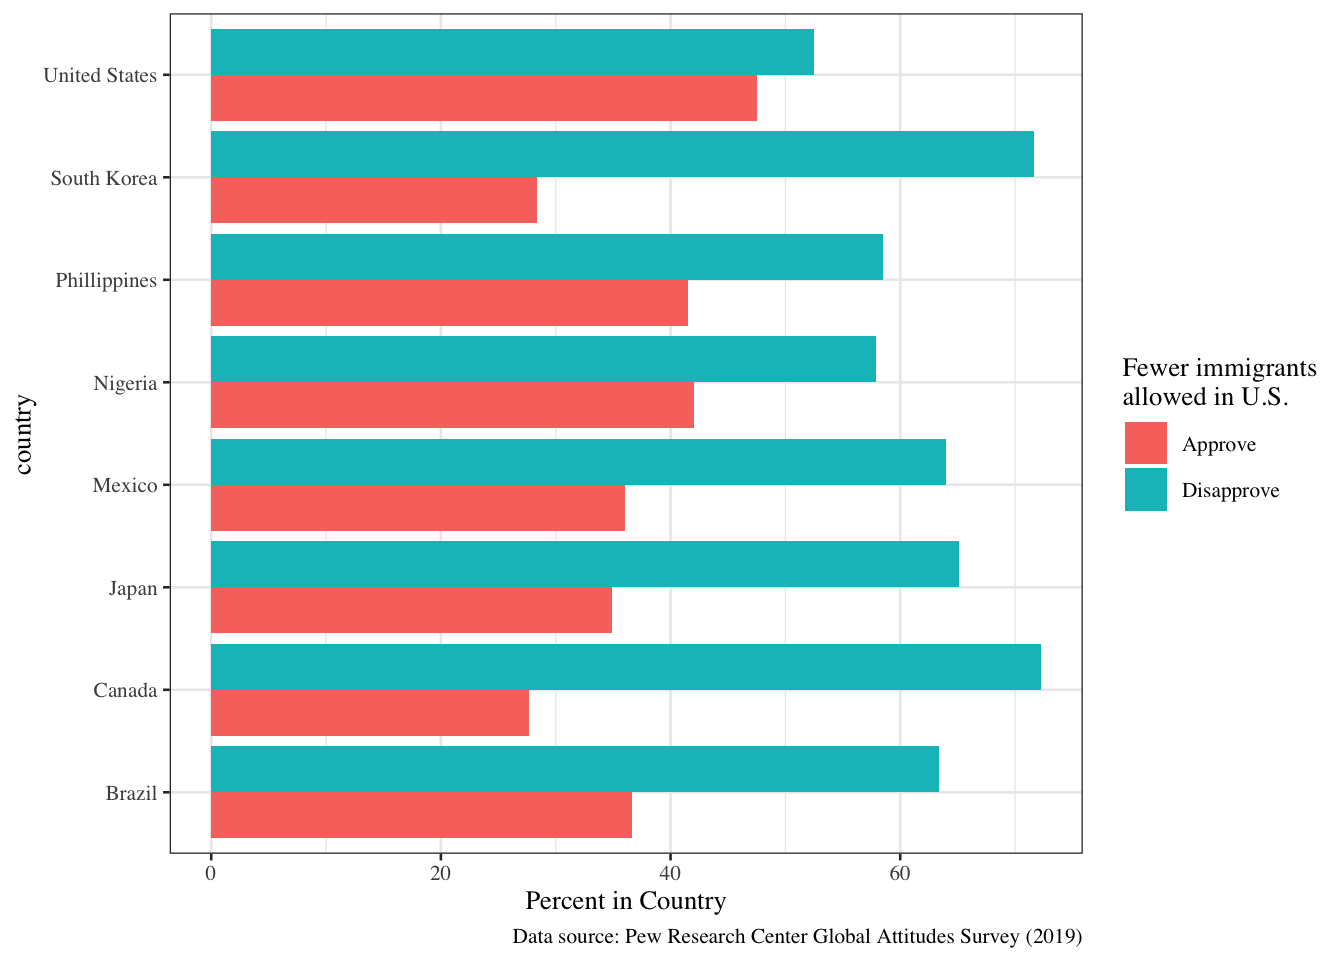 United States
South Korea
Phillippines
Nigeria
Mexico
Japan
Canada
Brazil
country
0 20 40 60
Percent in Country
Data source: Pew Research Center Global Attitudes Survey (2019)
Fewer immigrants
allowed in U.S.
Approve
Disapprove